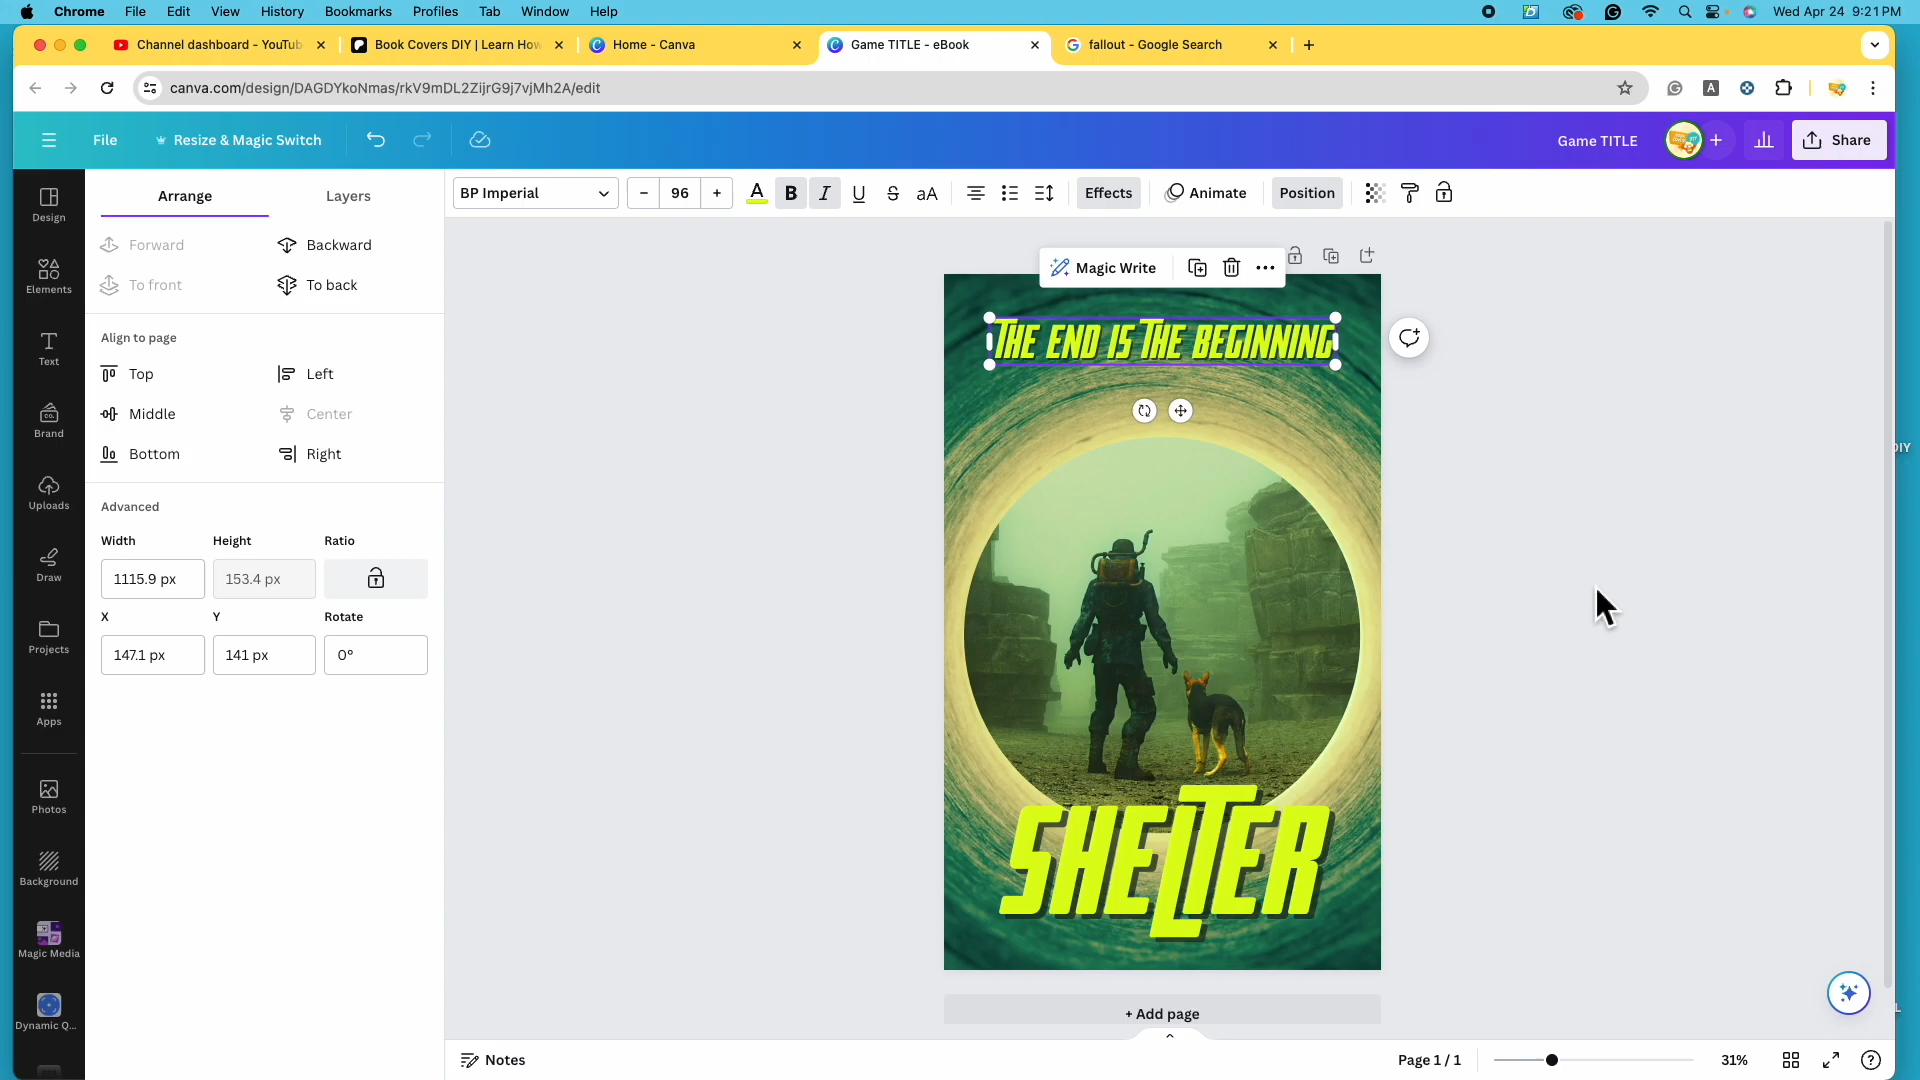 Chrome File Edit View History Bookmarks Profiles Tab Window Help
Wed Apr 24 9:21 PM
Channel dashboard - YouTub
Book Covers DIY | Learn How
Home - Canva
Game TITLE - eBook
fallout - Google Search
canva.com/design/DAGDYkoNmas/rkV9mDL2ZijrG9j7vjMh2A/edit
File Resize & Magic Switch
Game TITLE
Share
BP Imperial
96
Effects
Animate
Position
Design
Elements
Text
Brand
Uploads
Draw
Projects
Apps
Photos
Background
Magic Media
Dynamic Q...
Arrange Layers
Forward Backward
To front To back
Align to page
Top Left
Middle Center
Bottom Right
Advanced
Width Height Ratio
1115.9 px 153.4 px
X Y Rotate
147.1 px 141 px 0°
Magic Write
THE END IS THE BEGINNING
SHELTER
+ Add page
DIY
Notes
Page 1 / 1
31%